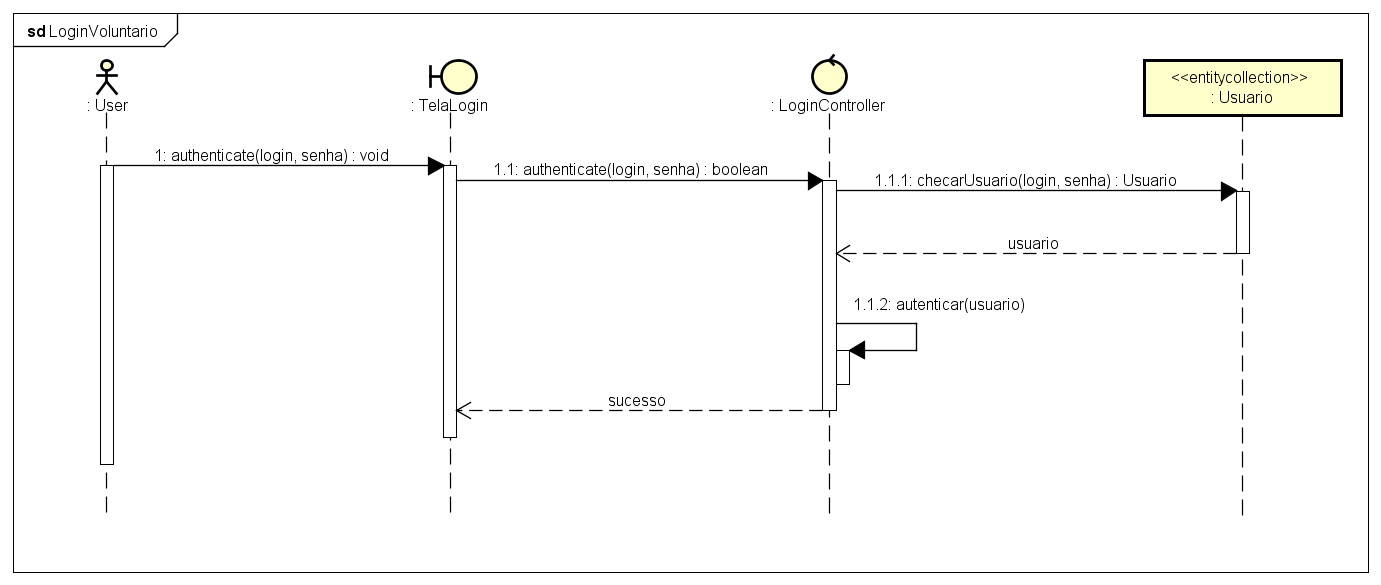 sd LoginVoluntario
: User
: TelaLogin
: LoginController
<<entitycollection>>
: Usuario
1: authenticate(login, senha) : void
1.1: authenticate(login, senha) : boolean
1.1.1: checarUsuario(login, senha) : Usuario
usuario
1.1.2: autenticar(usuario)
sucesso